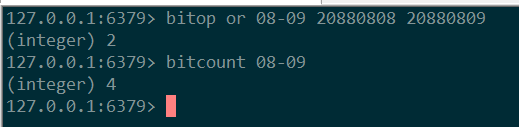 127.0.0.1:6379> bitop or 08-09 20880808 20880809
(integer) 2
127.0.0.1:6379> bitcount 08-09
(integer) 4
127.0.0.1:6379>